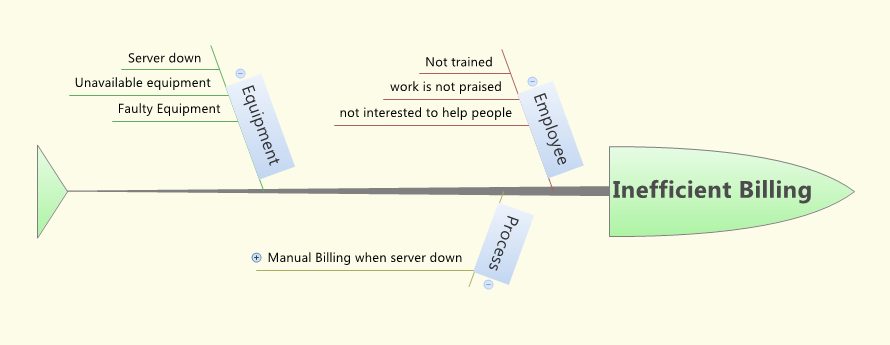 Server down
Unavailable equipment
Faulty Equipment
Equipment
Not trained
work is not praised
not interested to help people
Employee
Inefficient Billing
Manual Billing when server down
Process